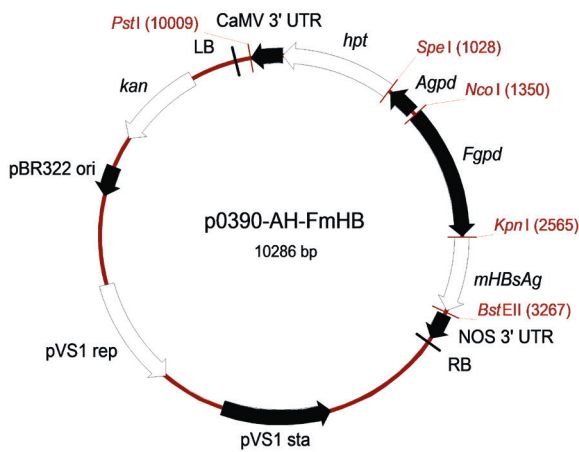 CaMV 3' UTR
PstI (10009)
LB
hpt
SpeI (1028)
Agpd
NcoI (1350)
kan
Fgpd
pBR322 ori
p0390-AH-FmHB
10286 bp
KpnI (2565)
mHBsAg
BstEII (3267)
NOS 3' UTR
RB
pVS1 rep
pVS1 sta